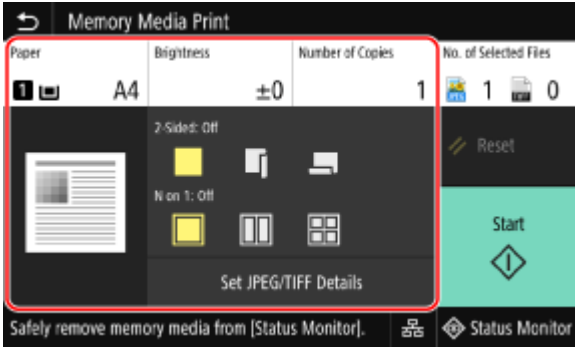 Memory Media Print
Paper Brightness Number of Copies No. of Selected Files
1 A4 ±0 1 JPEG 1 TIFF 0
2-Sided: Off
Reset
N on 1: Off
Start
Set JPEG/TIFF Details
Safely remove memory media from [Status Monitor]. Status Monitor